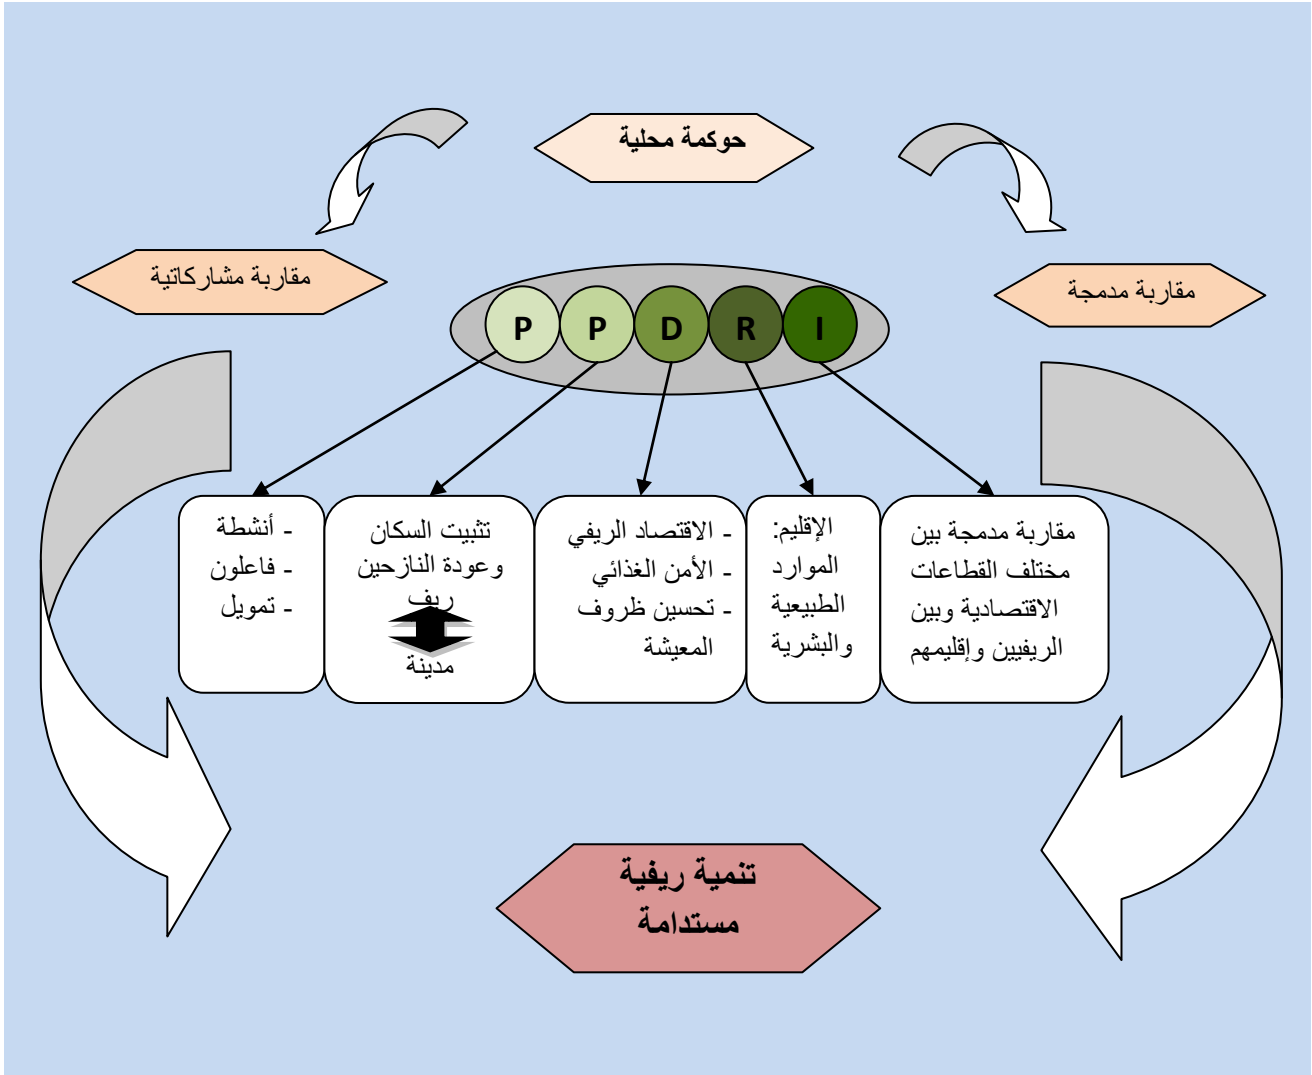 حوكمة محلية
مقاربة مدمجة
مقاربة مشاركاتية
P P D R I
مقاربة مدمجة بين
مختلف القطاعات
الاقتصادية وبين
الريفيين وإقليمهم
الإقليم:
الموارد
الطبيعية
والبشرية
- الاقتصاد الريفي
- الأمن الغذائي
- تحسين ظروف
المعيشة
تثبيت السكان
وعودة النازحين
ريف
مدينة
- أنشطة
- فاعلون
- تمويل
تنمية ريفية
مستدامة